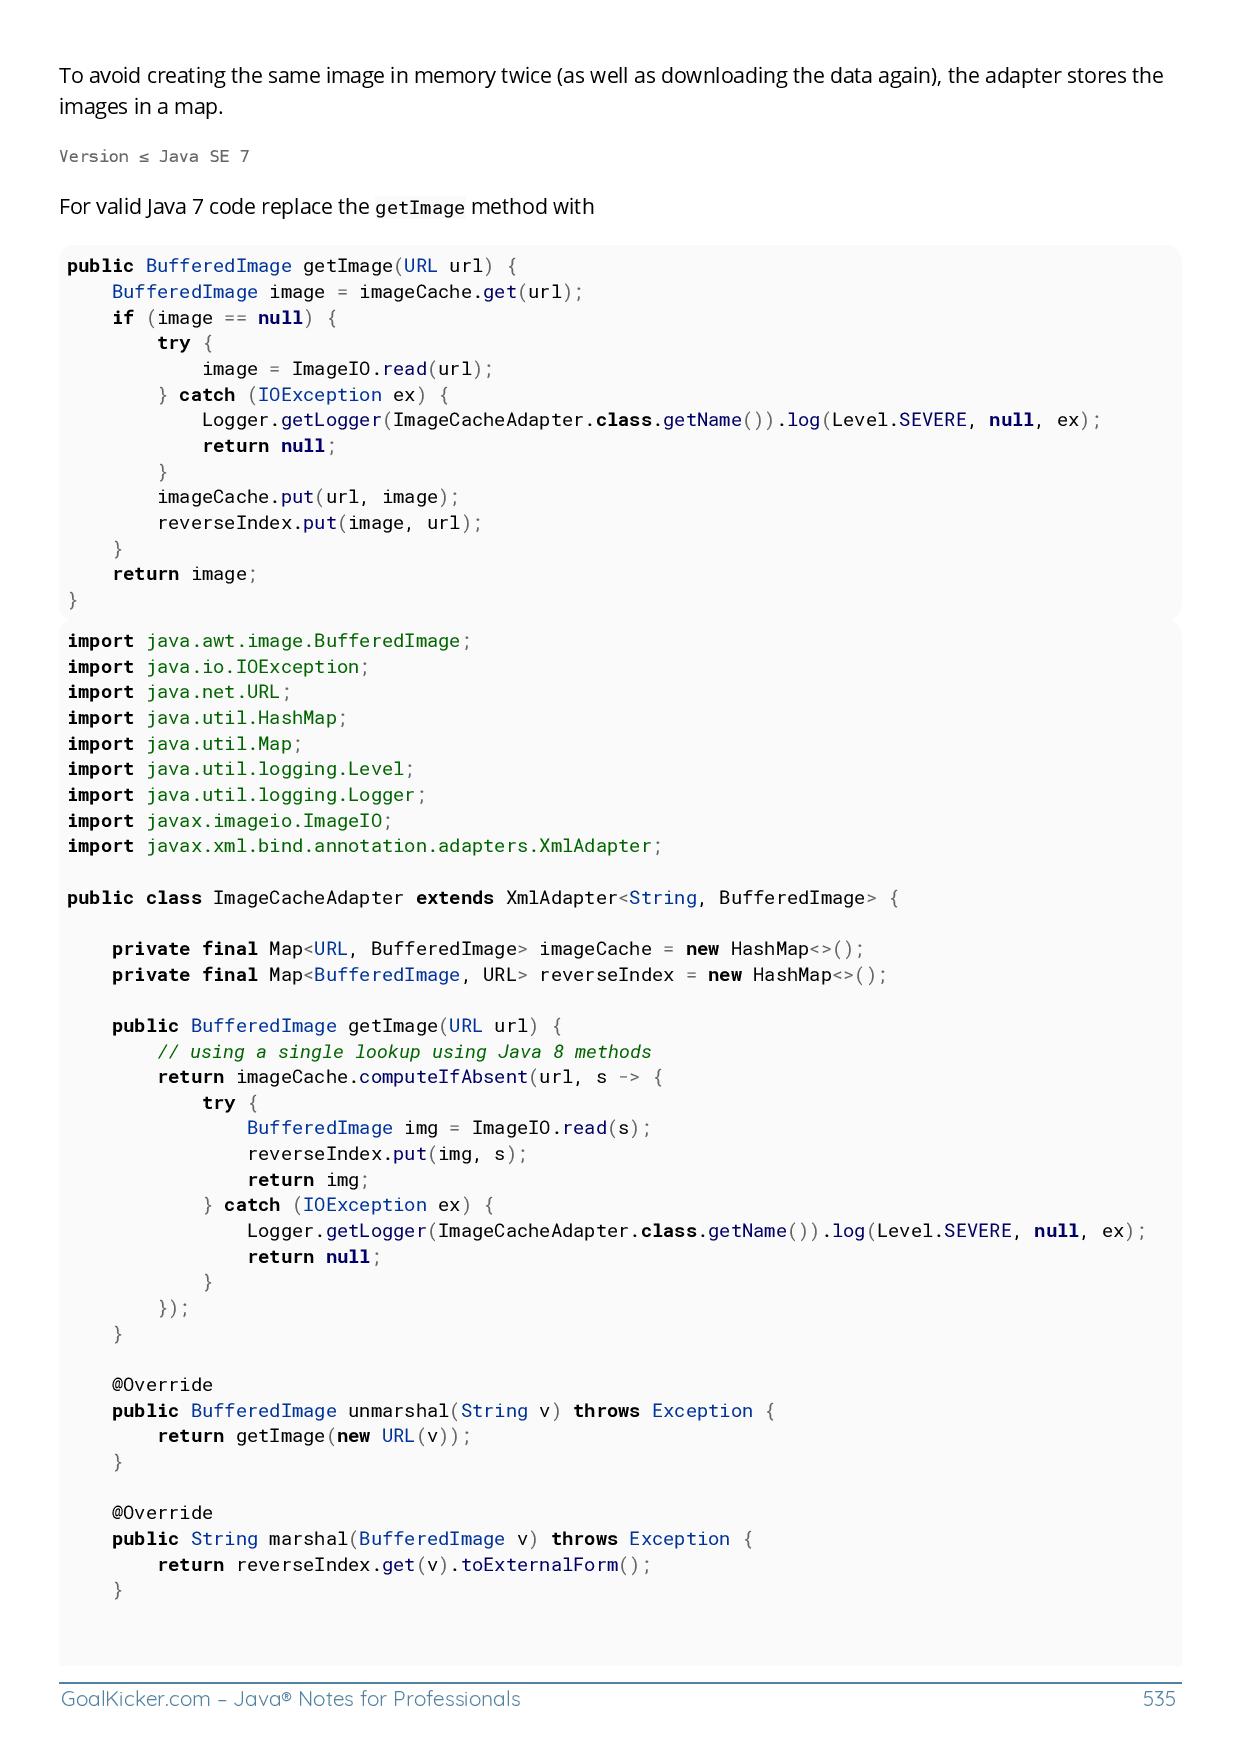 To avoid creating the same image in memory twice (as well as downloading the data again), the adapter stores the
images in a map.
Version ≤ Java SE 7
For valid Java 7 code replace the getImage method with
public BufferedImage getImage(URL url) {
    BufferedImage image = imageCache.get(url);
    if (image == null) {
        try {
            image = ImageIO.read(url);
        } catch (IOException ex) {
            Logger.getLogger(ImageCacheAdapter.class.getName()).log(Level.SEVERE, null, ex);
            return null;
        }
        imageCache.put(url, image);
        reverseIndex.put(image, url);
    }
    return image;
}
import java.awt.image.BufferedImage;
import java.io.IOException;
import java.net.URL;
import java.util.HashMap;
import java.util.Map;
import java.util.logging.Level;
import java.util.logging.Logger;
import javax.imageio.ImageIO;
import javax.xml.bind.annotation.adapters.XmlAdapter;

public class ImageCacheAdapter extends XmlAdapter<String, BufferedImage> {

    private final Map<URL, BufferedImage> imageCache = new HashMap<>();
    private final Map<BufferedImage, URL> reverseIndex = new HashMap<>();

    public BufferedImage getImage(URL url) {
        // using a single lookup using Java 8 methods
        return imageCache.computeIfAbsent(url, s -> {
            try {
                BufferedImage img = ImageIO.read(s);
                reverseIndex.put(img, s);
                return img;
            } catch (IOException ex) {
                Logger.getLogger(ImageCacheAdapter.class.getName()).log(Level.SEVERE, null, ex);
                return null;
            }
        });
    }

    @Override
    public BufferedImage unmarshal(String v) throws Exception {
        return getImage(new URL(v));
    }

    @Override
    public String marshal(BufferedImage v) throws Exception {
        return reverseIndex.get(v).toExternalForm();
    }
GoalKicker.com – Java® Notes for Professionals 535